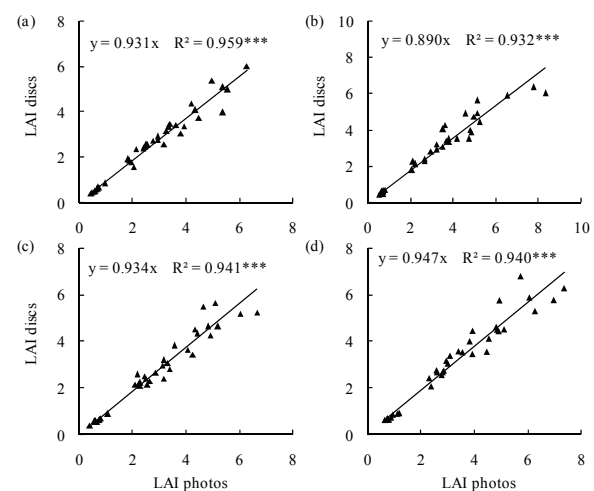 (a)
y = 0.931x R² = 0.959***
8
6
4
2
0
LAI discs
0 2 4 6 8
(b)
y = 0.890x R² = 0.932***
10
8
6
4
2
0
0 2 4 6 8 10
(c)
y = 0.934x R² = 0.941***
8
6
4
2
0
LAI discs
0 2 4 6 8
LAI photos
(d)
y = 0.947x R² = 0.940***
8
6
4
2
0
0 2 4 6 8
LAI photos